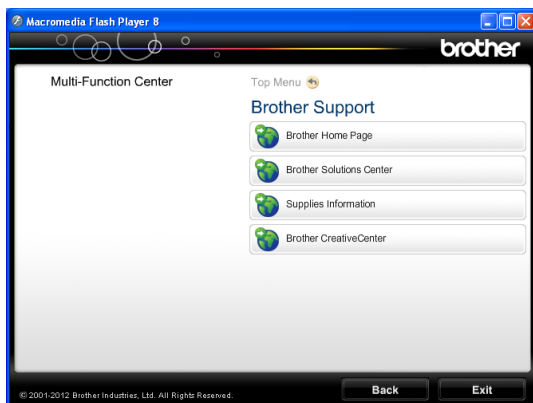 Macromedia Flash Player 8
brother
Multi-Function Center
Top Menu
Brother Support
Brother Home Page
Brother Solutions Center
Supplies Information
Brother CreativeCenter
© 2001-2012 Brother Industries, Ltd. All Rights Reserved.
Back
Exit